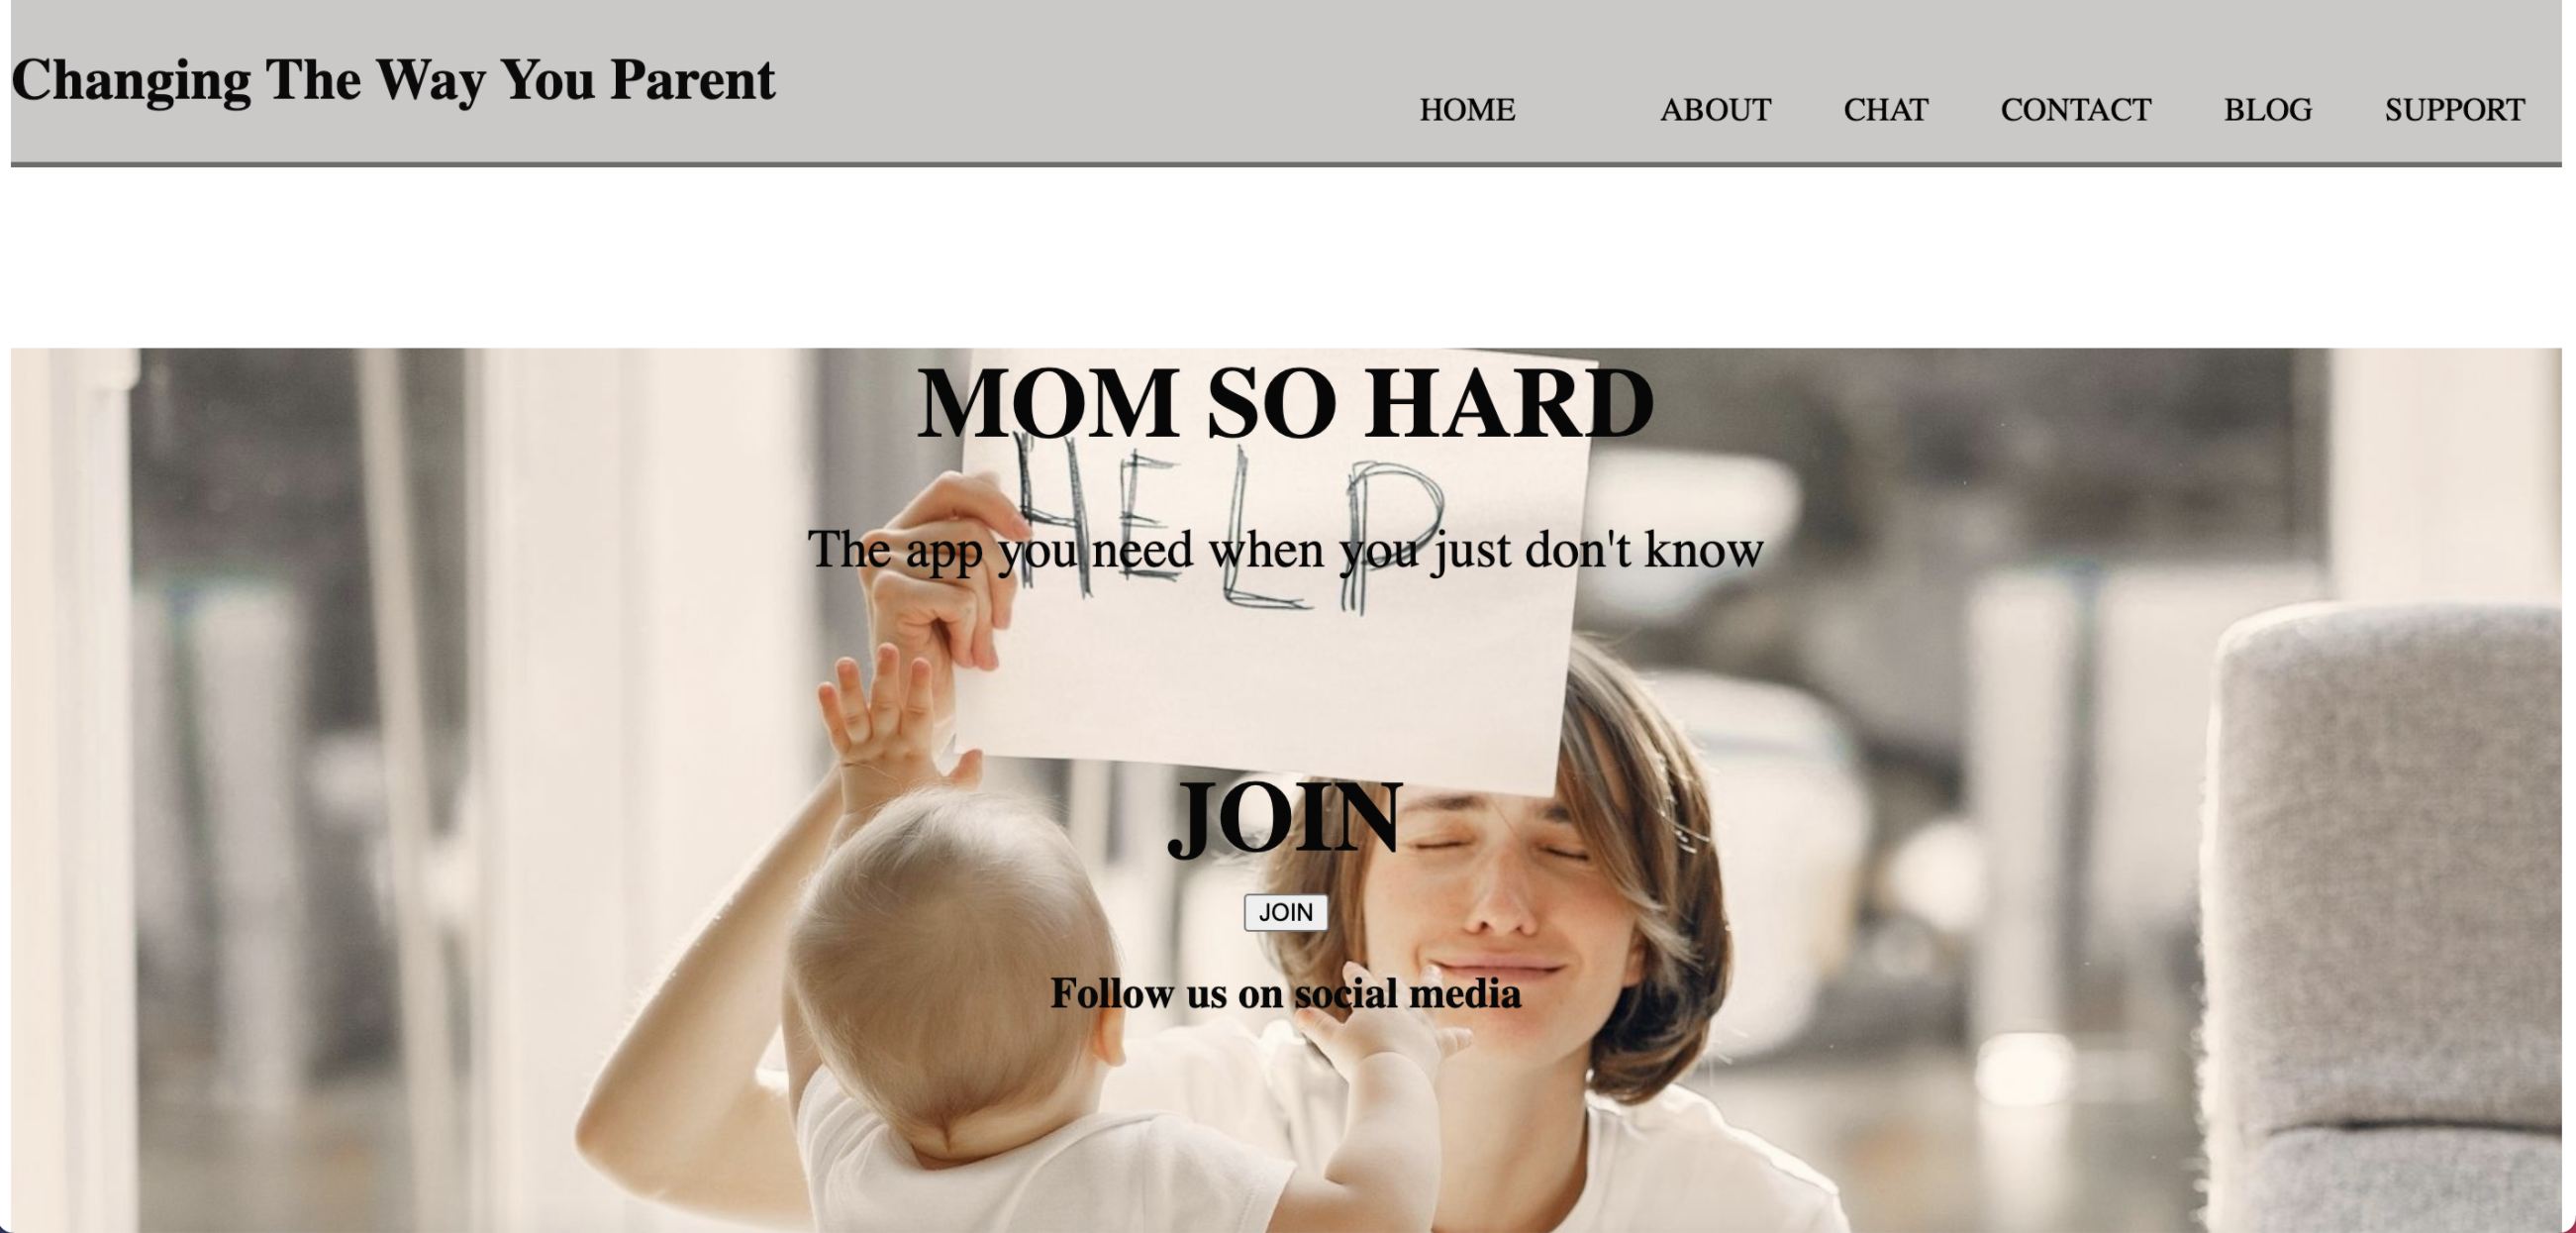 Changing The Way You Parent
HOME ABOUT CHAT CONTACT BLOG SUPPORT
MOM SO HARD
HELP
The app you need when you just don't know
JOIN
JOIN
Follow us on social media